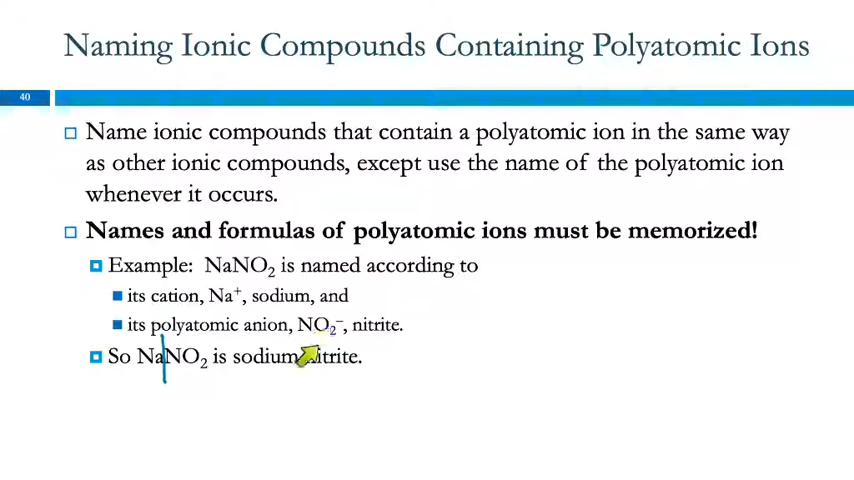 Naming Ionic Compounds Containing Polyatomic Ions
40
Name ionic compounds that contain a polyatomic ion in the same way
as other ionic compounds, except use the name of the polyatomic ion
whenever it occurs.
Names and formulas of polyatomic ions must be memorized!
Example: NaNO₂ is named according to
its cation, Na⁺, sodium, and
its polyatomic anion, NO₂⁻, nitrite.
So NaNO₂ is sodium nitrite.